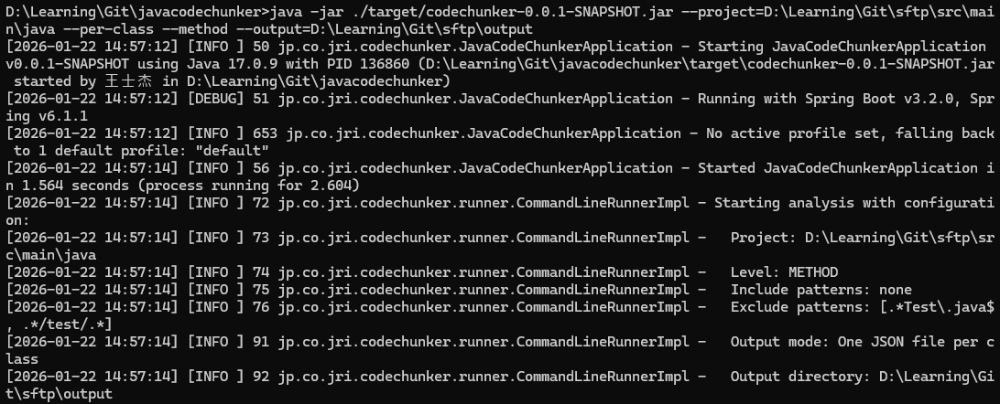 D:\Learning\Git\javacodechunker>java -jar ./target/codechunker-0.0.1-SNAPSHOT.jar --project=D:\Learning\Git\sftp\src\mai
n\java --per-class --method --output=D:\Learning\Git\sftp\output
[2026-01-22 14:57:12] [INFO ] 50 jp.co.jri.codechunker.JavaCodeChunkerApplication - Starting JavaCodeChunkerApplication
v0.0.1-SNAPSHOT using Java 17.0.9 with PID 136860 (D:\Learning\Git\javacodechunker\target\codechunker-0.0.1-SNAPSHOT.jar
 started by 王士杰 in D:\Learning\Git\javacodechunker)
[2026-01-22 14:57:12] [DEBUG] 51 jp.co.jri.codechunker.JavaCodeChunkerApplication - Running with Spring Boot v3.2.0, Spr
ing v6.1.1
[2026-01-22 14:57:12] [INFO ] 653 jp.co.jri.codechunker.JavaCodeChunkerApplication - No active profile set, falling back
 to 1 default profile: "default"
[2026-01-22 14:57:14] [INFO ] 56 jp.co.jri.codechunker.JavaCodeChunkerApplication - Started JavaCodeChunkerApplication i
n 1.564 seconds (process running for 2.604)
[2026-01-22 14:57:14] [INFO ] 72 jp.co.jri.codechunker.runner.CommandLineRunnerImpl - Starting analysis with configurati
on:
[2026-01-22 14:57:14] [INFO ] 73 jp.co.jri.codechunker.runner.CommandLineRunnerImpl -   Project: D:\Learning\Git\sftp\sr
c\main\java
[2026-01-22 14:57:14] [INFO ] 74 jp.co.jri.codechunker.runner.CommandLineRunnerImpl -   Level: METHOD
[2026-01-22 14:57:14] [INFO ] 75 jp.co.jri.codechunker.runner.CommandLineRunnerImpl -   Include patterns: none
[2026-01-22 14:57:14] [INFO ] 76 jp.co.jri.codechunker.runner.CommandLineRunnerImpl -   Exclude patterns: [.*Test\.java$
, .*/test/.*]
[2026-01-22 14:57:14] [INFO ] 91 jp.co.jri.codechunker.runner.CommandLineRunnerImpl -   Output mode: One JSON file per c
lass
[2026-01-22 14:57:14] [INFO ] 92 jp.co.jri.codechunker.runner.CommandLineRunnerImpl -   Output directory: D:\Learning\Gi
t\sftp\output